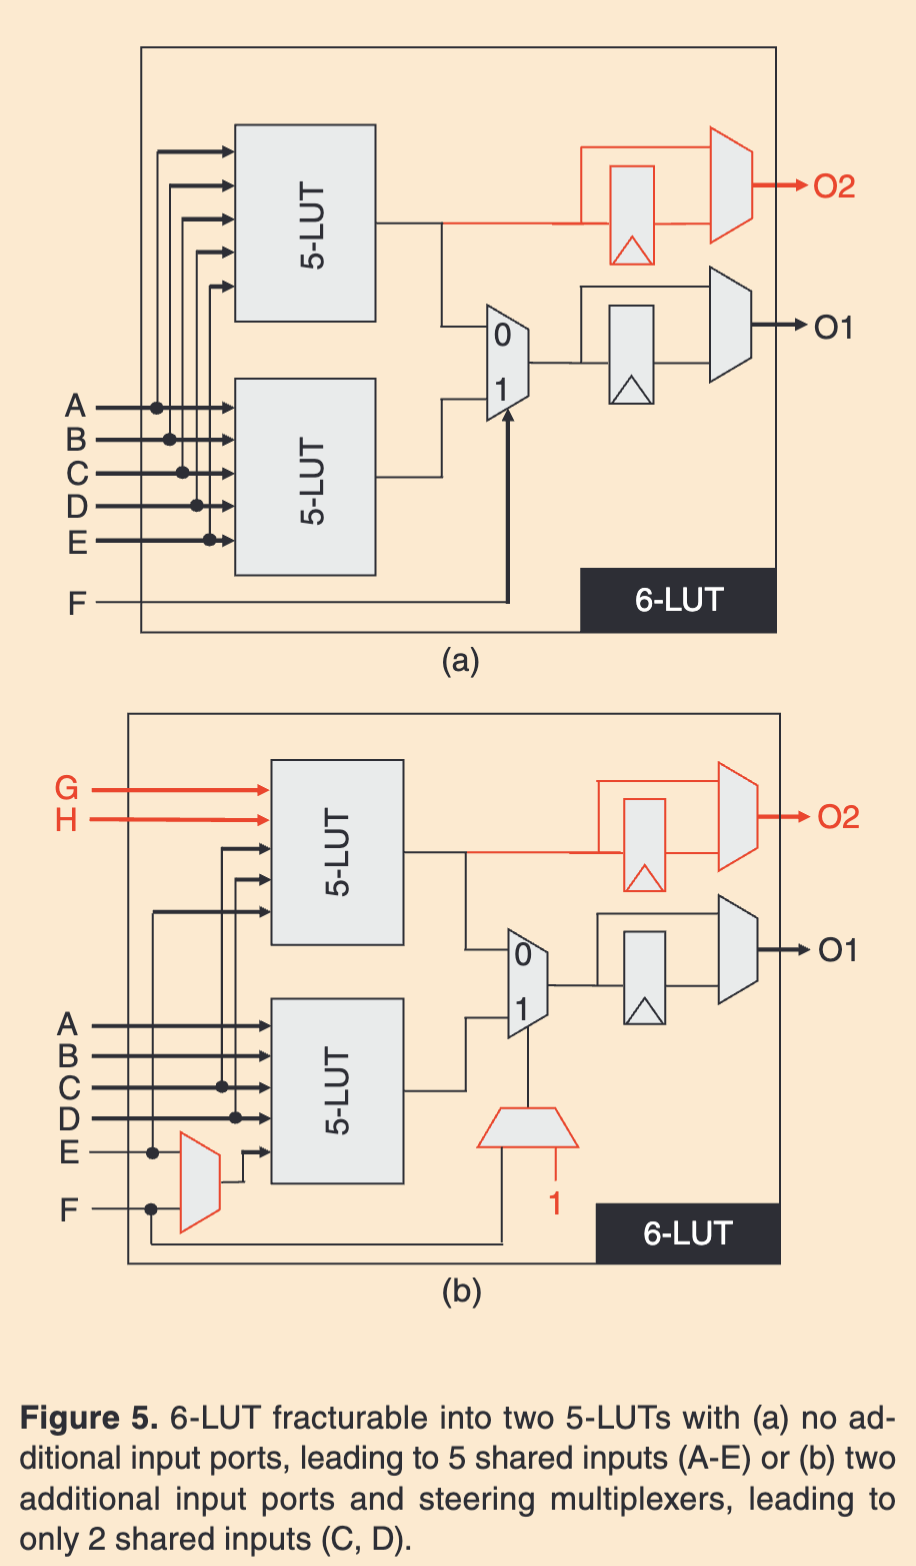 5-LUT
O2
0
1
O1
5-LUT
A
B
C
D
E
F
6-LUT
(a)
G
H
5-LUT
O2
0
1
O1
A
B
C
D
E
F
5-LUT
1
6-LUT
(b)
Figure 5. 6-LUT fracturable into two 5-LUTs with (a) no ad-
ditional input ports, leading to 5 shared inputs (A-E) or (b) two
additional input ports and steering multiplexers, leading to
only 2 shared inputs (C, D).